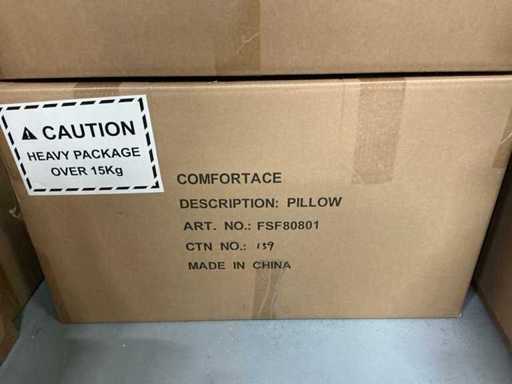 ⚠ CAUTION
HEAVY PACKAGE
OVER 15Kg
COMFORTACE
DESCRIPTION: PILLOW
ART. NO.: FSF80801
CTN NO.: 139
MADE IN CHINA